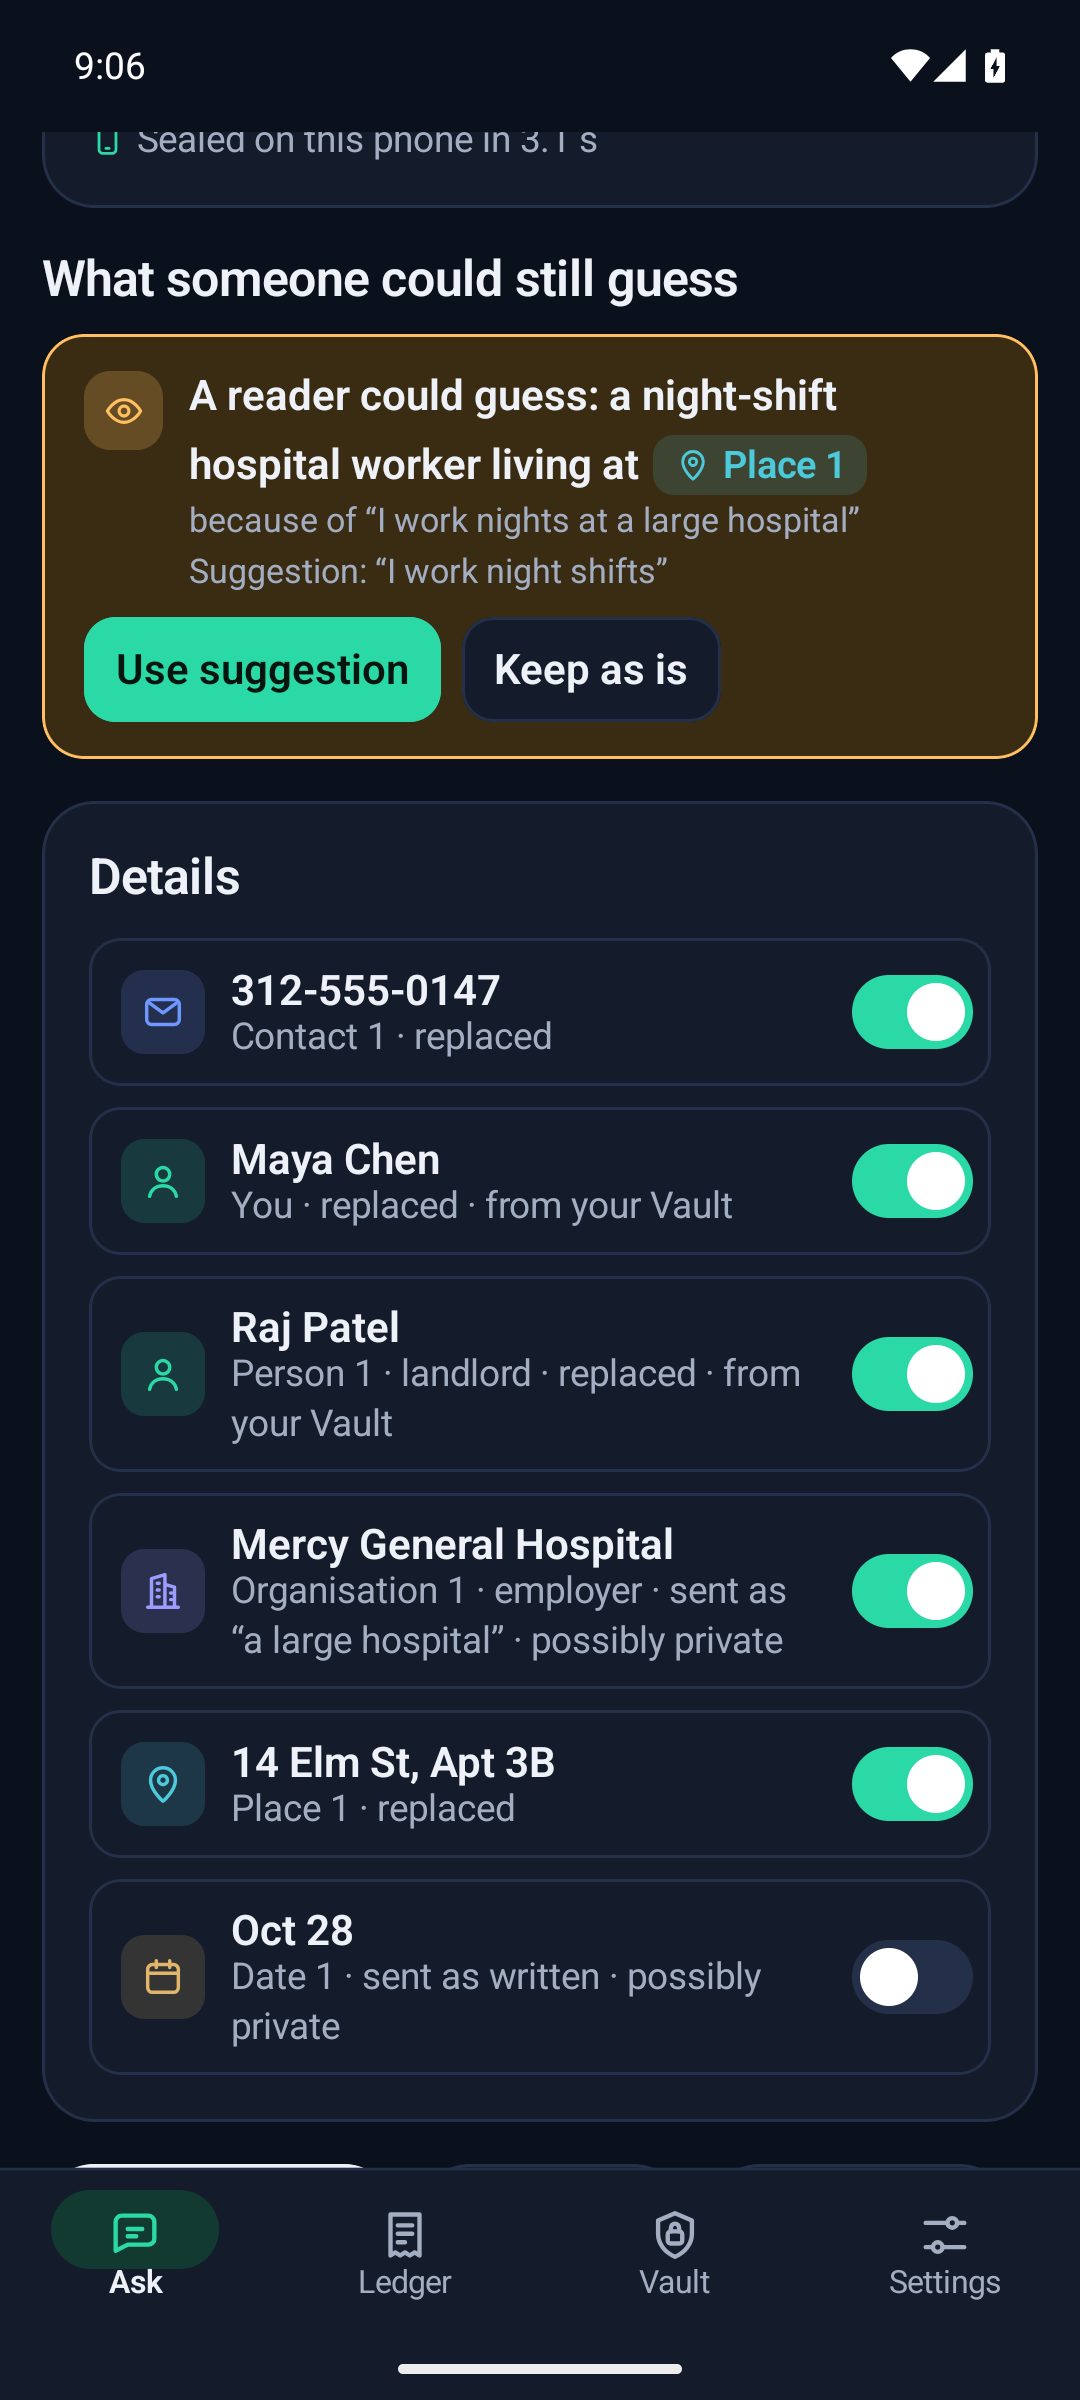 9:06
Sealed on this phone in 3.1 s
What someone could still guess
A reader could guess: a night-shift
hospital worker living at Place 1
because of “I work nights at a large hospital”
Suggestion: “I work night shifts”
Use suggestion
Keep as is
Details
312-555-0147
Contact 1 · replaced
Maya Chen
You · replaced · from your Vault
Raj Patel
Person 1 · landlord · replaced · from
your Vault
Mercy General Hospital
Organisation 1 · employer · sent as
“a large hospital” · possibly private
14 Elm St, Apt 3B
Place 1 · replaced
Oct 28
Date 1 · sent as written · possibly
private
Ask
Ledger
Vault
Settings